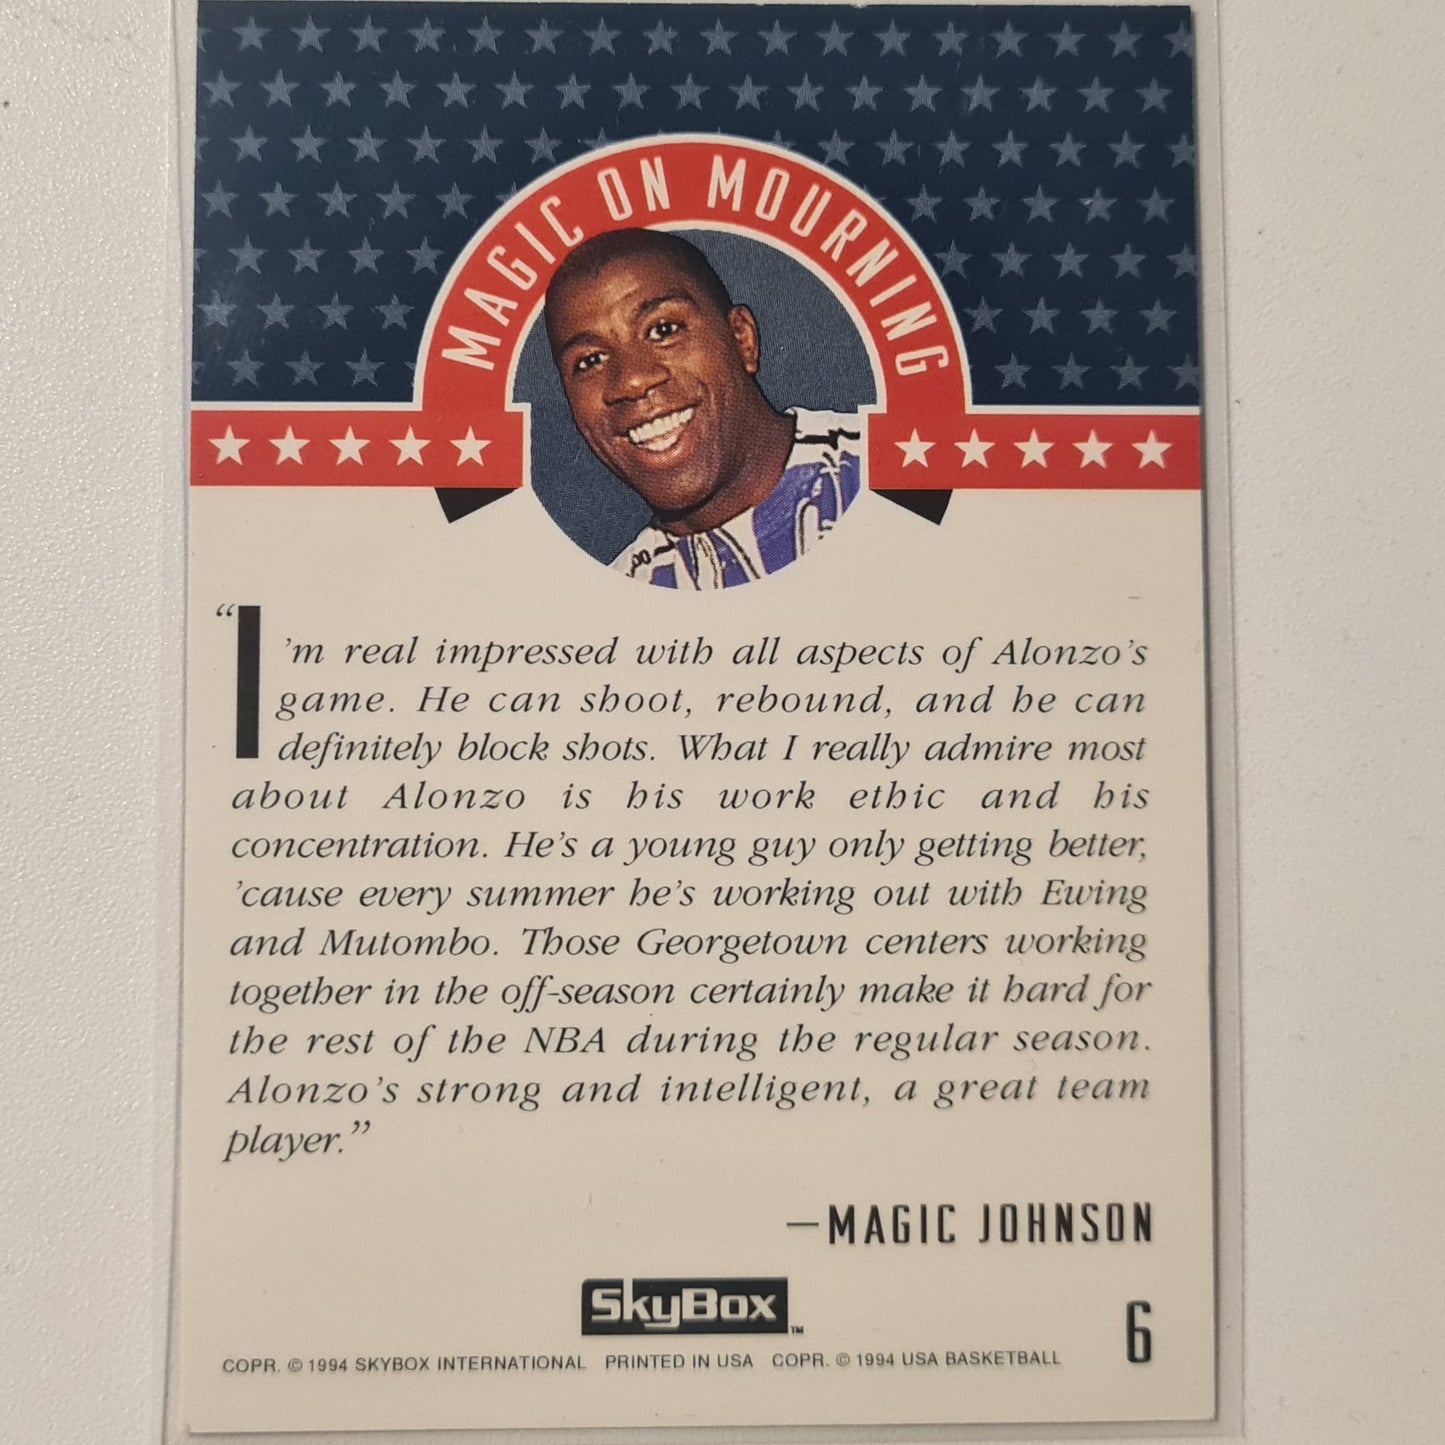 MAGIC ON MOURNING
“I’m real impressed with all aspects of Alonzo’s
game. He can shoot, rebound, and he can
definitely block shots. What I really admire most
about Alonzo is his work ethic and his
concentration. He’s a young guy only getting better,
’cause every summer he’s working out with Ewing
and Mutombo. Those Georgetown centers working
together in the off-season certainly make it hard for
the rest of the NBA during the regular season.
Alonzo’s strong and intelligent, a great team
player.”
—MAGIC JOHNSON
SkyBox™
6
COPR. © 1994 SKYBOX INTERNATIONAL PRINTED IN USA COPR. © 1994 USA BASKETBALL